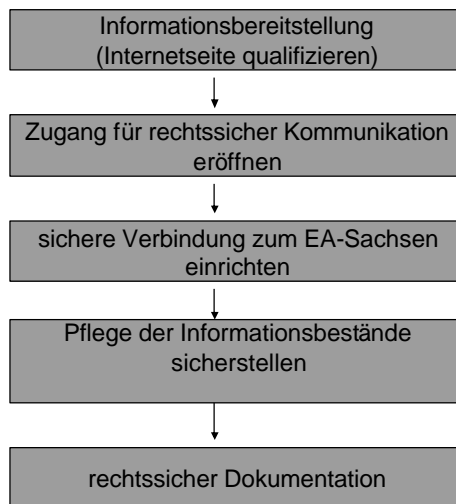 Informationsbereitstellung
(Internetseite qualifizieren)
Zugang für rechtssicher Kommunikation
eröffnen
sichere Verbindung zum EA-Sachsen
einrichten
Pflege der Informationsbestände
sicherstellen
rechtssicher Dokumentation